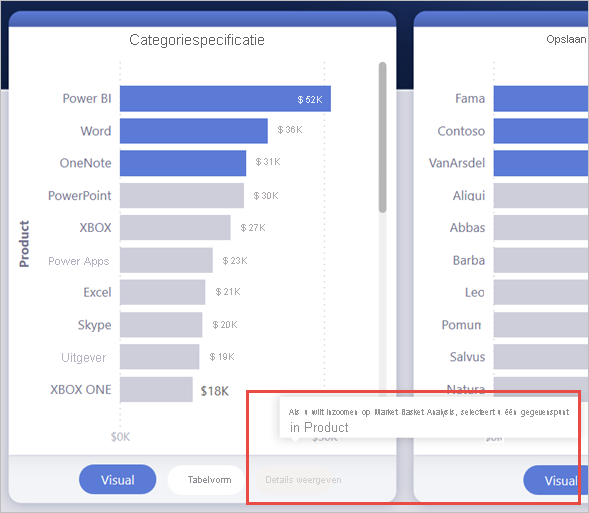 Categoriespecificatie
Product
Power BI $ 52K
Word $ 36K
OneNote $ 31K
PowerPoint $ 30K
XBOX $ 27K
Power Apps $ 23K
Excel $ 21K
Skype $ 20K
Uitgever $ 19K
XBOX ONE $18K
$0K
Als u wilt inzoomen op Market Basket Analysis, selecteert u één gegevenspunt
in Product
Visual
Tabelvorm
Details weergeven
Opslaan
Fama
Contoso
VanArsdel
Aliqui
Abbas
Barba
Leo
Pomum
Salvus
Natura
Visual